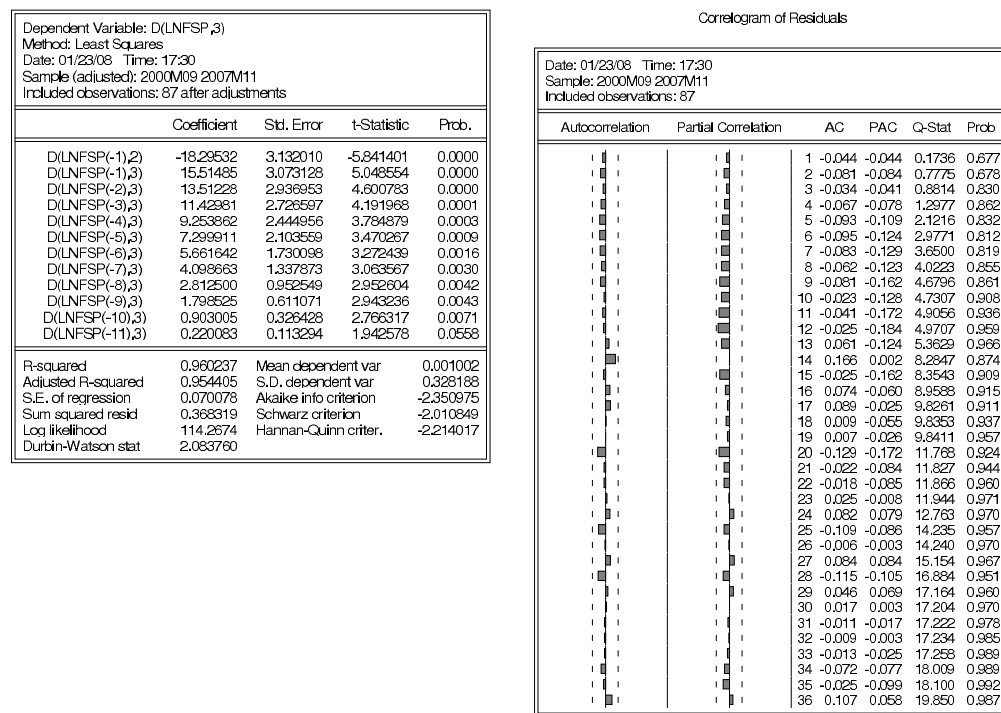 Dependent Variable: D(LNFSP,3)
Method: Least Squares
Date: 01/23/08 Time: 17:30
Sample (adjusted): 2000M09 2007M11
Included observations: 87 after adjustments
Coefficient Std. Error t-Statistic Prob.
D(LNFSP(-1),2) -18.29532 3.132010 -5.841401 0.0000
D(LNFSP(-1),3) 15.51485 3.073128 5.048554 0.0000
D(LNFSP(-2),3) 13.51228 2.936953 4.600783 0.0000
D(LNFSP(-3),3) 11.42981 2.726597 4.191968 0.0001
D(LNFSP(-4),3) 9.253862 2.444956 3.784879 0.0003
D(LNFSP(-5),3) 7.299911 2.103559 3.470267 0.0009
D(LNFSP(-6),3) 5.661642 1.730098 3.272439 0.0016
D(LNFSP(-7),3) 4.098663 1.337873 3.063567 0.0030
D(LNFSP(-8),3) 2.812500 0.952549 2.952604 0.0042
D(LNFSP(-9),3) 1.798525 0.611071 2.943236 0.0043
D(LNFSP(-10),3) 0.903005 0.326428 2.766317 0.0071
D(LNFSP(-11),3) 0.220083 0.113294 1.942578 0.0558
R-squared 0.960237 Mean dependent var 0.001002
Adjusted R-squared 0.954405 S.D. dependent var 0.328188
S.E. of regression 0.070078 Akaike info criterion -2.350975
Sum squared resid 0.368319 Schwarz criterion -2.010849
Log likelihood 114.2674 Hannan-Quinn criter. -2.214017
Durbin-Watson stat 2.083760
Correlogram of Residuals
Date: 01/23/08 Time: 17:30
Sample: 2000M09 2007M11
Included observations: 87
Autocorrelation Partial Correlation AC PAC Q-Stat Prob
1 -0.044 -0.044 0.1736 0.677
2 -0.081 -0.084 0.7775 0.678
3 -0.034 -0.041 0.8814 0.830
4 -0.067 -0.078 1.2977 0.862
5 -0.093 -0.109 2.1216 0.832
6 -0.095 -0.124 2.9771 0.812
7 -0.083 -0.129 3.6500 0.819
8 -0.062 -0.123 4.0223 0.855
9 -0.081 -0.162 4.6796 0.861
10 -0.023 -0.128 4.7307 0.908
11 -0.041 -0.172 4.9056 0.936
12 -0.025 -0.184 4.9707 0.959
13 0.061 -0.124 5.3629 0.966
14 0.166 0.002 8.2847 0.874
15 -0.025 -0.162 8.3543 0.909
16 0.074 -0.060 8.9588 0.915
17 0.089 -0.025 9.8261 0.911
18 0.009 -0.055 9.8353 0.937
19 0.007 -0.026 9.8411 0.957
20 -0.129 -0.172 11.768 0.924
21 -0.022 -0.084 11.827 0.944
22 -0.018 -0.085 11.866 0.960
23 0.025 -0.008 11.944 0.971
24 0.082 0.079 12.763 0.970
25 -0.109 -0.086 14.235 0.957
26 -0.006 -0.003 14.240 0.970
27 0.084 0.084 15.154 0.967
28 -0.115 -0.105 16.884 0.951
29 0.046 0.069 17.164 0.960
30 0.017 0.003 17.204 0.970
31 -0.011 -0.017 17.222 0.978
32 -0.009 -0.003 17.234 0.985
33 -0.013 -0.025 17.258 0.989
34 -0.072 -0.077 18.009 0.989
35 -0.025 -0.099 18.100 0.992
36 0.107 0.058 19.850 0.987